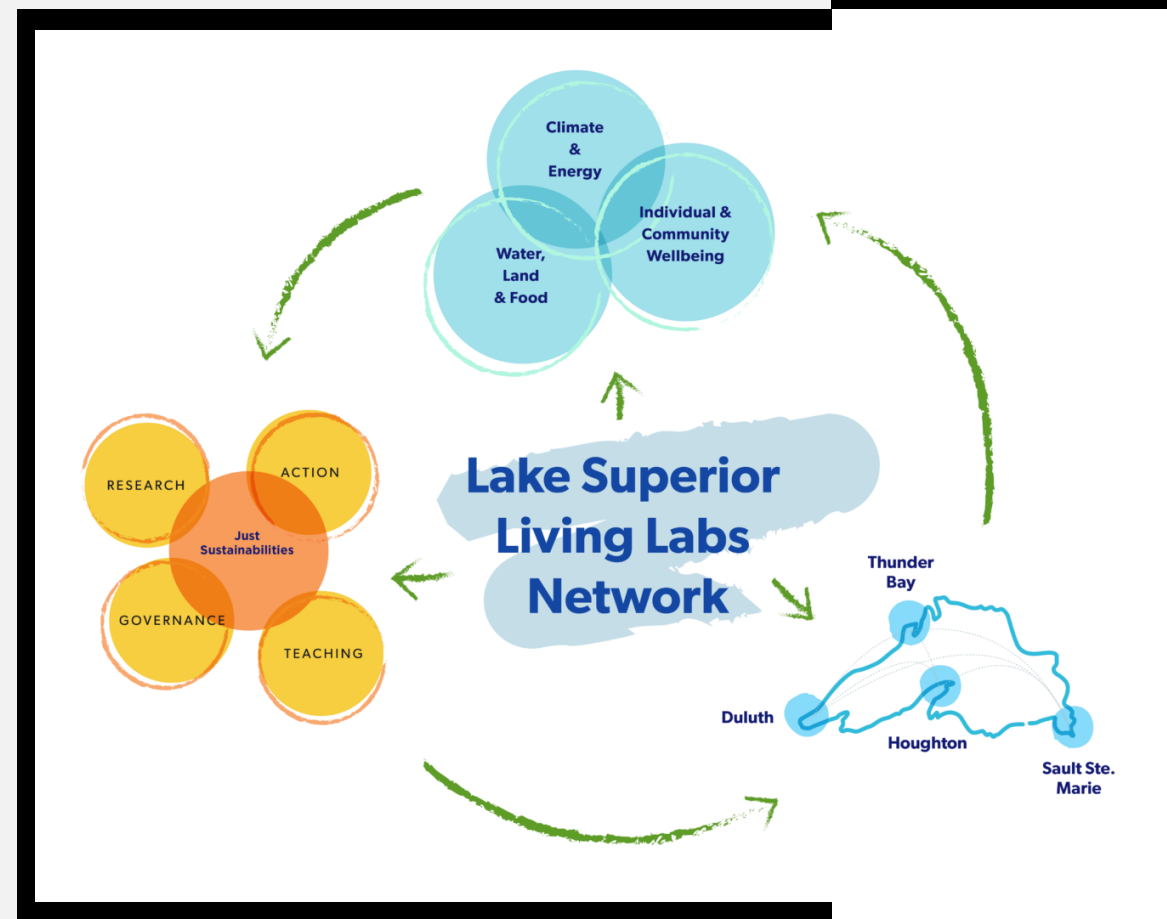 Climate
&
Energy
Individual &
Community
Wellbeing
Water,
Land
& Food
RESEARCH
ACTION
Just
Sustainabilities
GOVERNANCE
TEACHING
Lake Superior
Living Labs
Network
Thunder
Bay
Duluth
Houghton
Sault Ste.
Marie